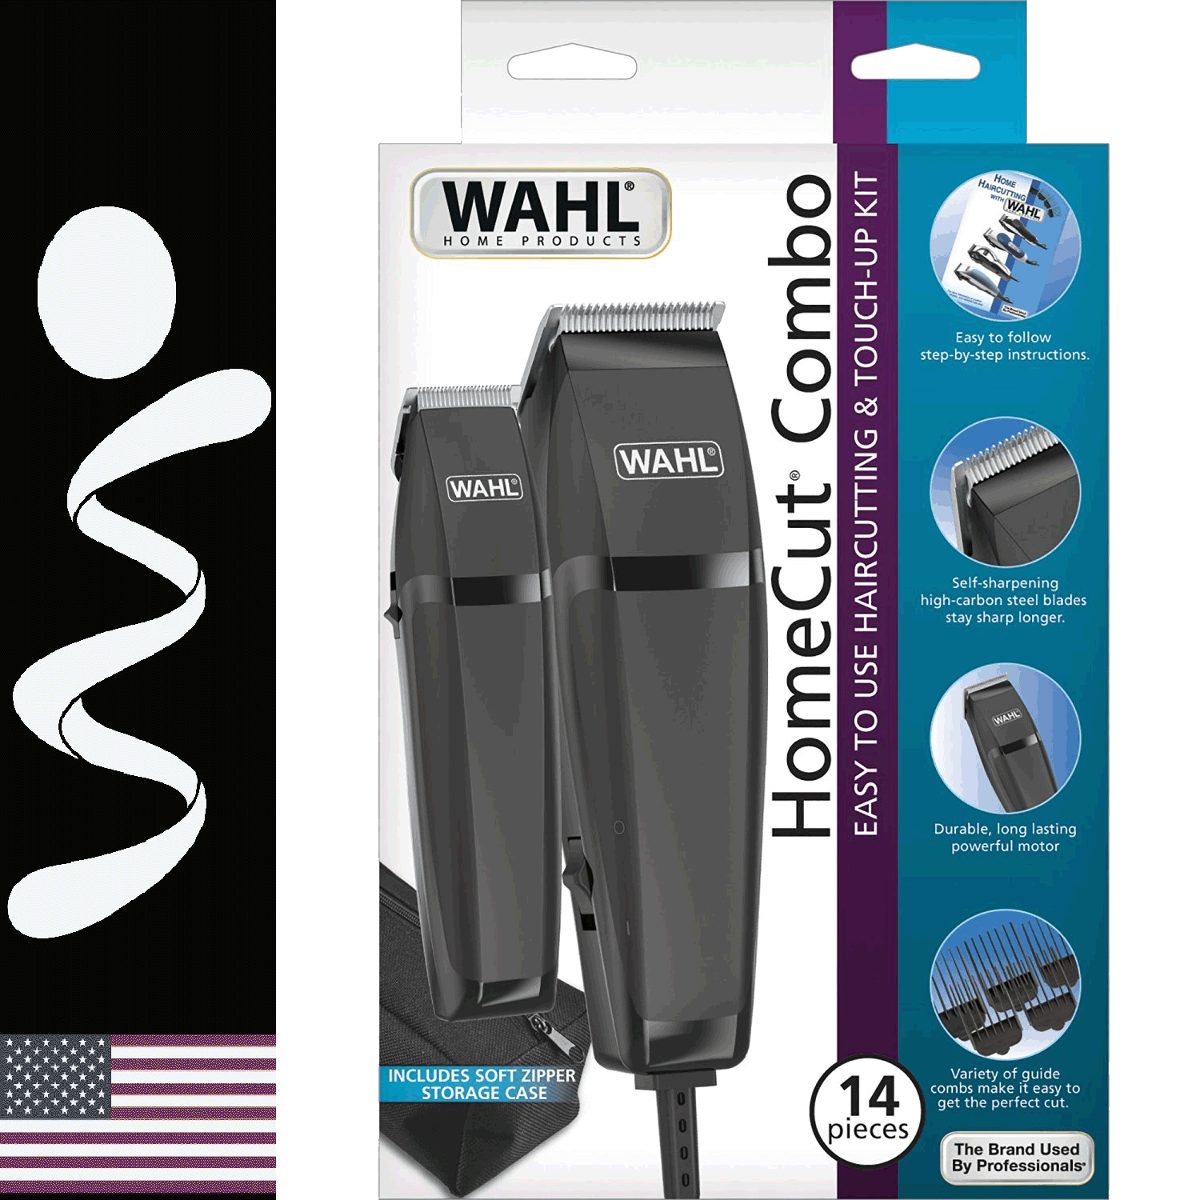 WAHL®
HOME PRODUCTS
HomeCut® Combo
EASY TO USE HAIRCUTTING & TOUCH-UP KIT
WAHL®
WAHL®
INCLUDES SOFT ZIPPER
STORAGE CASE
14
pieces
HOME
HAIRCUTTING
WITH WAHL
Easy to follow
step-by-step instructions.
Self-sharpening
high-carbon steel blades
stay sharp longer.
WAHL
Durable, long lasting
powerful motor
Variety of guide
combs make it easy to
get the perfect cut.
The Brand Used
By Professionals®